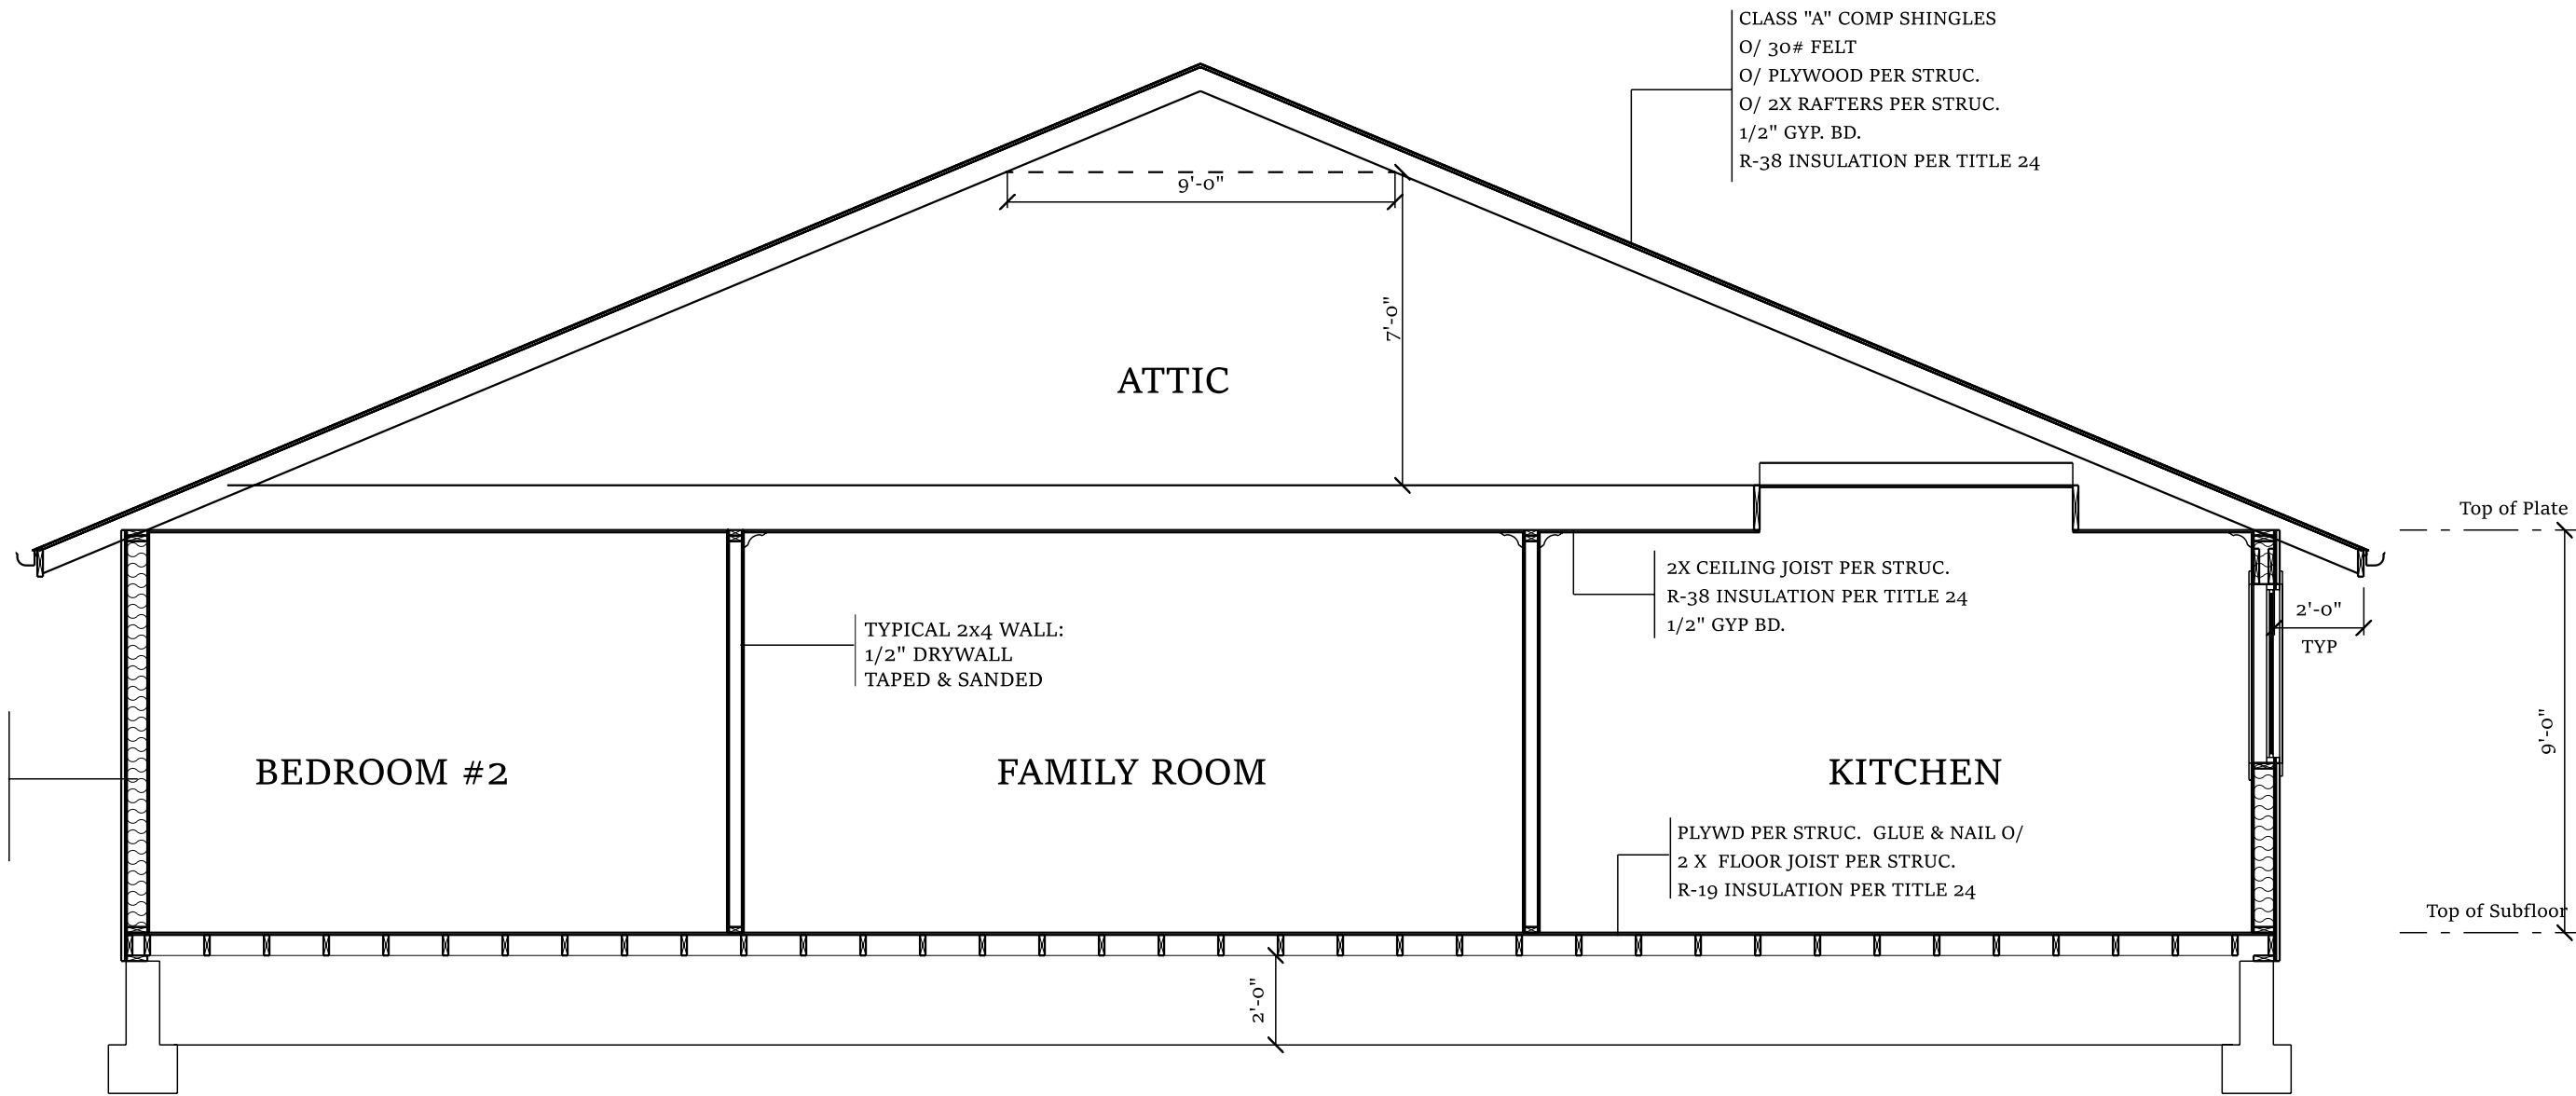 CLASS "A" COMP SHINGLES
O/ 30# FELT
O/ PLYWOOD PER STRUC.
O/ 2X RAFTERS PER STRUC.
1/2" GYP. BD.
R-38 INSULATION PER TITLE 24
9'-0"
7'-0"
ATTIC
Top of Plate
2X CEILING JOIST PER STRUC.
R-38 INSULATION PER TITLE 24
1/2" GYP BD.
2'-0"
TYP
TYPICAL 2x4 WALL:
1/2" DRYWALL
TAPED & SANDED
9'-0"
BEDROOM #2
FAMILY ROOM
KITCHEN
PLYWD PER STRUC.  GLUE & NAIL O/
2 X  FLOOR JOIST PER STRUC.
R-19 INSULATION PER TITLE 24
Top of Subfloor
2'-0"